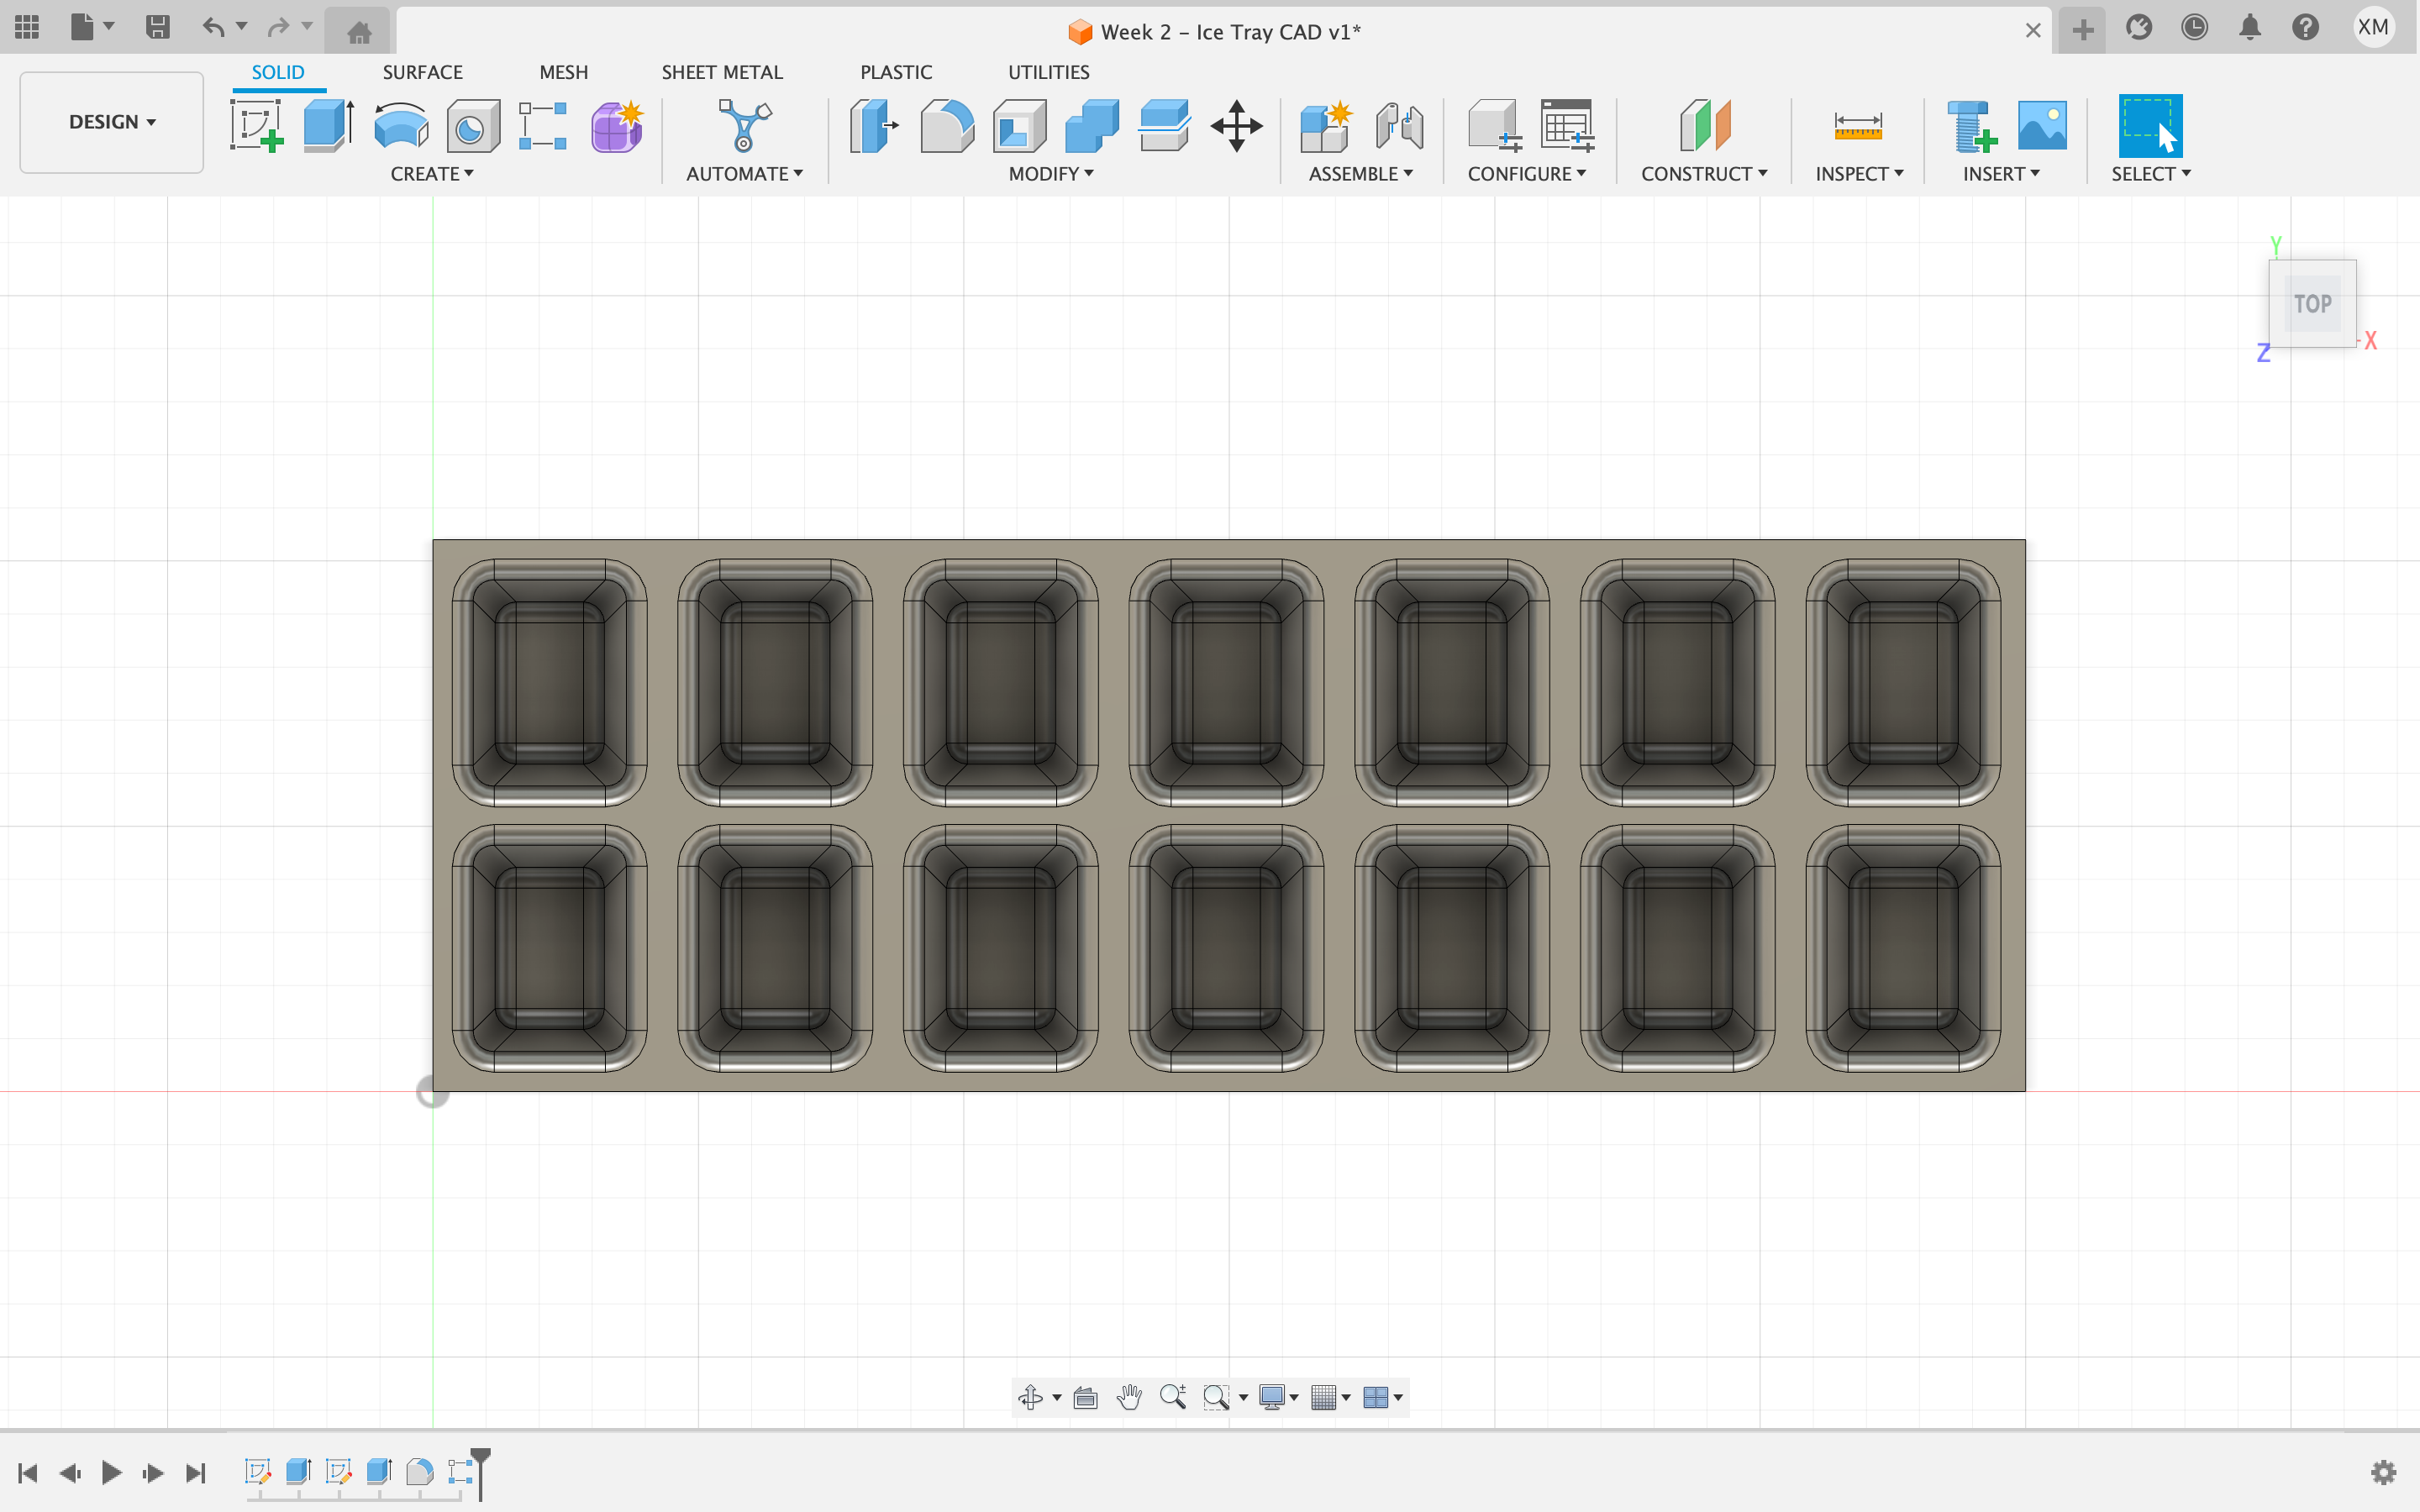 Week 2 – Ice Tray CAD v1*
XM
SOLID SURFACE MESH SHEET METAL PLASTIC UTILITIES
DESIGN
CREATE AUTOMATE MODIFY ASSEMBLE CONFIGURE CONSTRUCT INSPECT INSERT SELECT
Y
TOP
X
Z